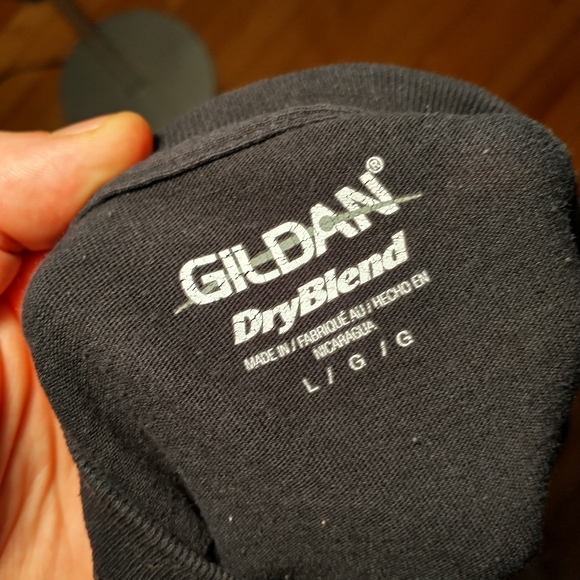 GILDAN®
DryBlend
MADE IN / FABRIQUÉ AU / HECHO EN
NICARAGUA
L / G / G